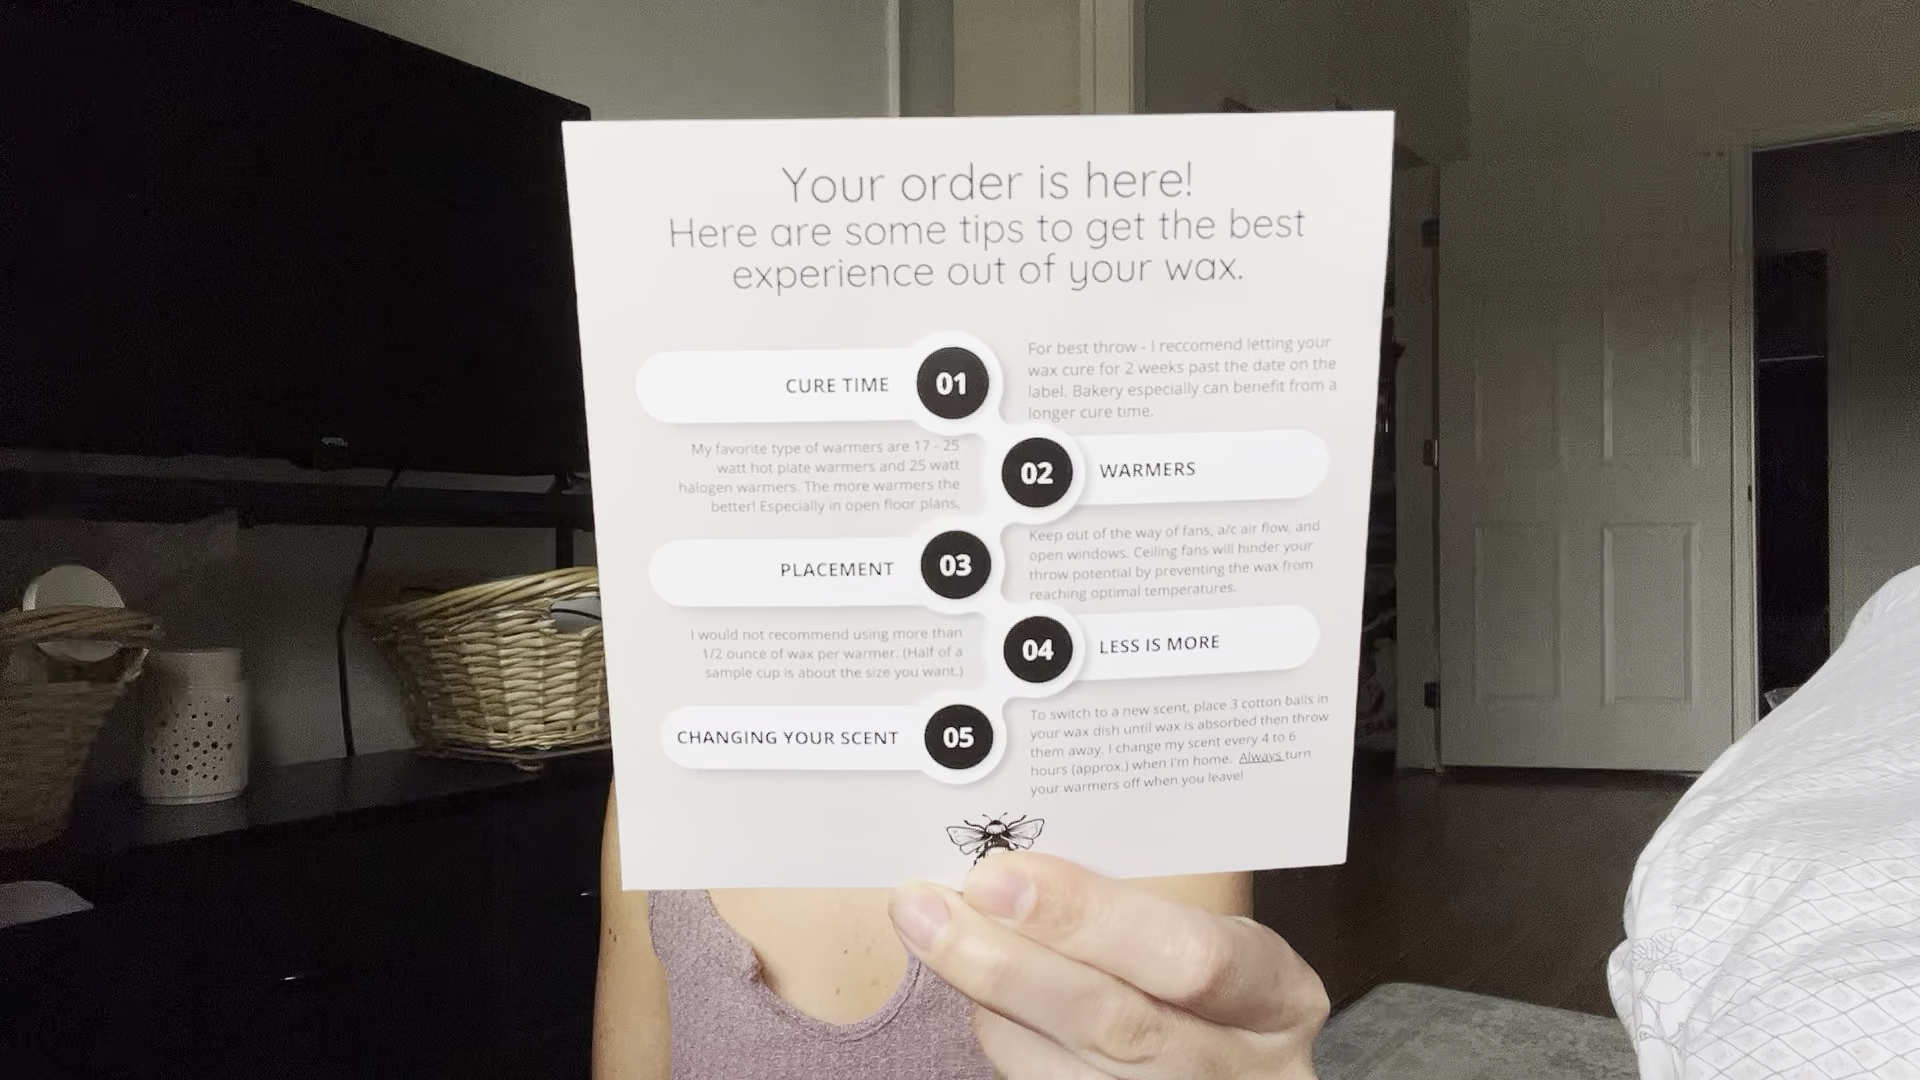 Your order is here!
Here are some tips to get the best
experience out of your wax.
CURE TIME
01
For best throw - I reccomend letting your
wax cure for 2 weeks past the date on the
label. Bakery especially can benefit from a
longer cure time.
My favorite type of warmers are 17 - 25
watt hot plate warmers and 25 watt
halogen warmers. The more warmers the
better! Especially in open floor plans.
02
WARMERS
PLACEMENT
03
Keep out of the way of fans, a/c air flow, and
open windows. Ceiling fans will hinder your
throw potential by preventing the wax from
reaching optimal temperatures.
I would not recommend using more than
1/2 ounce of wax per warmer. (Half of a
sample cup is about the size you want.)
04
LESS IS MORE
CHANGING YOUR SCENT
05
To switch to a new scent, place 3 cotton balls in
your wax dish until wax is absorbed then throw
them away. I change my scent every 4 to 6
hours (approx.) when I'm home. Always turn
your warmers off when you leave!